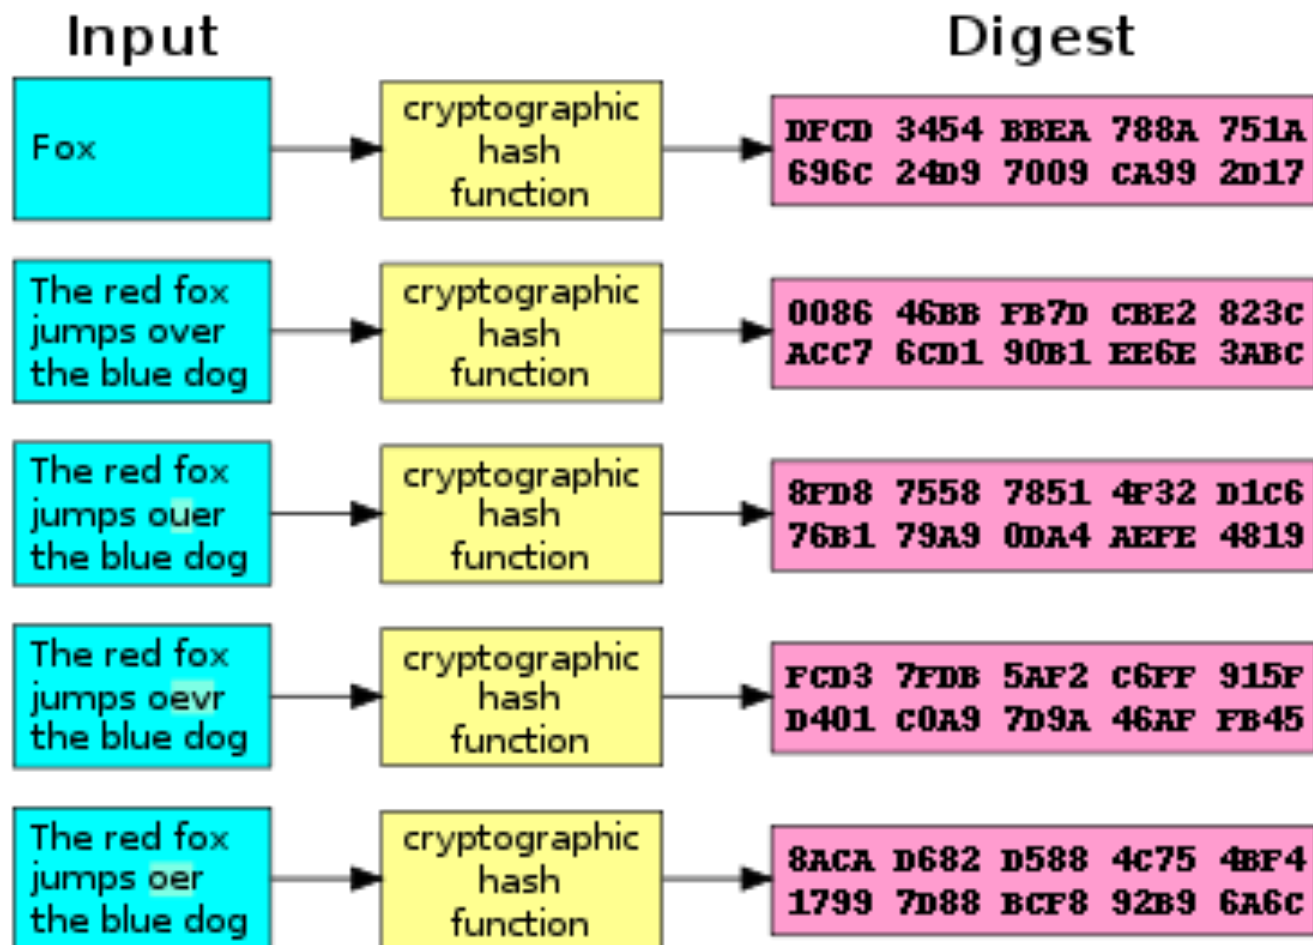 Input
Digest
Fox
cryptographic
hash
function
DFCD 3454 BBEA 788A 751A
696C 24D9 7009 CA99 2D17
The red fox
jumps over
the blue dog
cryptographic
hash
function
0086 46BB FB7D CBE2 823C
ACC7 6CD1 90B1 EE6E 3ABC
The red fox
jumps ouer
the blue dog
cryptographic
hash
function
8FD8 7558 7851 4F32 D1C6
76B1 79A9 0DA4 AEFE 4819
The red fox
jumps oevr
the blue dog
cryptographic
hash
function
FCD3 7FDB 5AF2 C6FF 915F
D401 C0A9 7D9A 46AF FB45
The red fox
jumps oer
the blue dog
cryptographic
hash
function
8ACA D682 D588 4C75 4BF4
1799 7D88 BCF8 92B9 6A6C